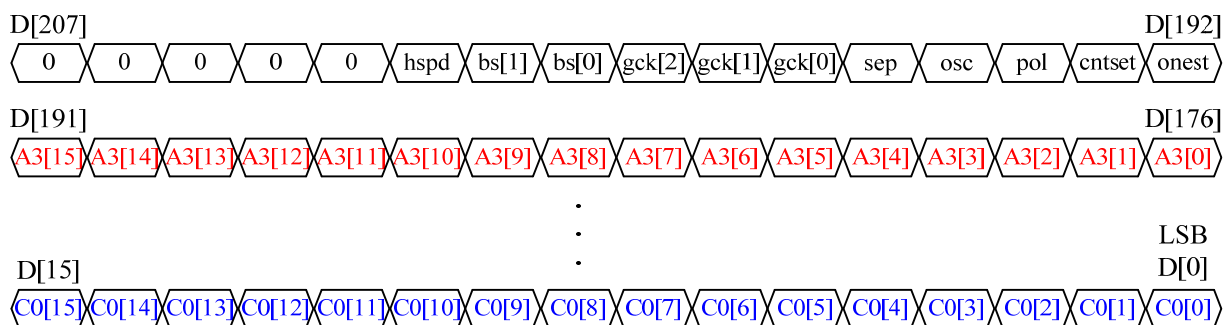 D[207] D[192]
0 0 0 0 0 hspd bs[1] bs[0] gck[2] gck[1] gck[0] sep osc pol cntset onest
D[191] D[176]
A3[15] A3[14] A3[13] A3[12] A3[11] A3[10] A3[9] A3[8] A3[7] A3[6] A3[5] A3[4] A3[3] A3[2] A3[1] A3[0]
LSB
D[15] D[0]
C0[15] C0[14] C0[13] C0[12] C0[11] C0[10] C0[9] C0[8] C0[7] C0[6] C0[5] C0[4] C0[3] C0[2] C0[1] C0[0]